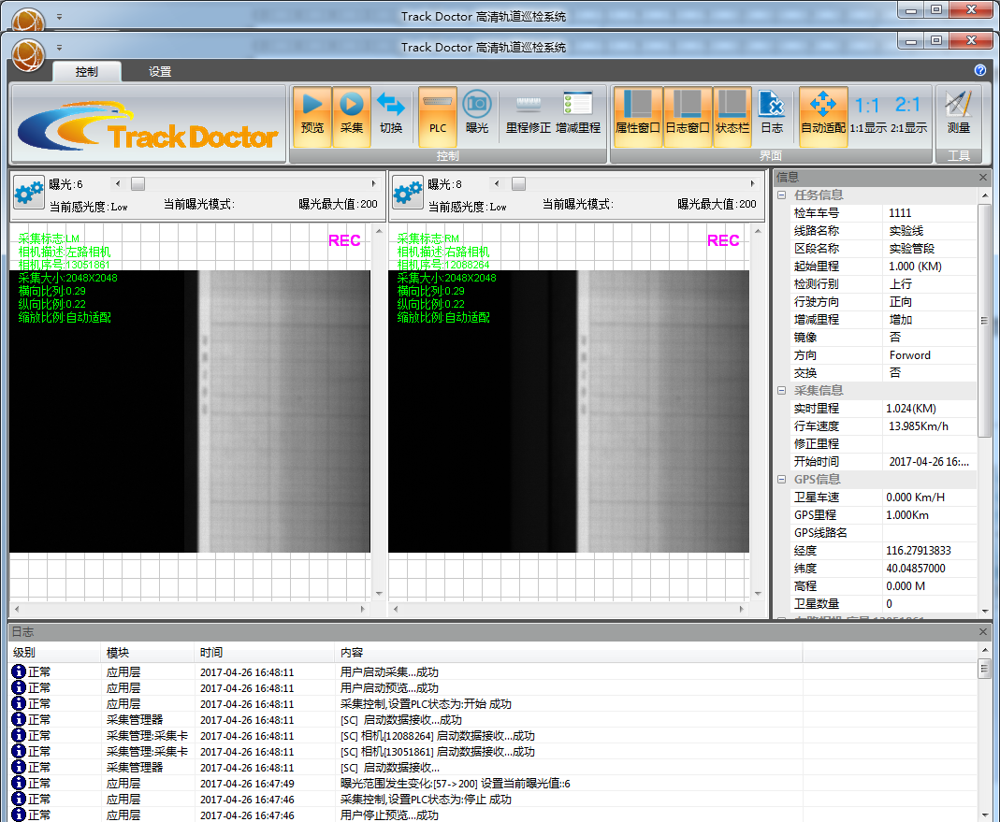 Track Doctor 高清轨道巡检系统
Track Doctor 高清轨道巡检系统
控制 设置
Track Doctor
预览 采集 切换 PLC 曝光 里程修正 增减里程
控制
属性窗口 日志窗口 状态栏 日志 自动适配 1:1 1:1显示 2:1 2:1显示
界面
测量
工具
曝光:6
当前感光度:Low 当前曝光模式: 曝光最大值:200
曝光:8
当前感光度:Low 当前曝光模式: 曝光最大值:200
采集标志:LM
相机描述:左路相机
相机序号:13051861
采集大小:2048X2048
横向比列:0.29
纵向比例:0.22
缩放比例:自动适配
REC
采集标志:RM
相机描述:右路相机
相机序号:12088264
采集大小:2048X2048
横向比列:0.29
纵向比例:0.22
缩放比例:自动适配
REC
信息
任务信息
检车车号 1111
线路名称 实验线
区段名称 实验管段
起始里程 1.000 (KM)
检测行别 上行
行驶方向 正向
增减里程 增加
镜像 否
方向 Forword
交换 否
采集信息
实时里程 1.024(KM)
行车速度 13.985Km/h
修正里程
开始时间 2017-04-26 16:...
GPS信息
卫星车速 0.000 Km/H
GPS里程 1.000Km
GPS线路名
经度 116.27913833
纬度 40.04857000
高程 0.000 M
卫星数量 0
日志
级别 模块 时间 内容
正常 应用层 2017-04-26 16:48:11 用户启动采集...成功
正常 应用层 2017-04-26 16:48:11 用户启动预览...成功
正常 应用层 2017-04-26 16:48:11 采集控制,设置PLC状态为:开始 成功
正常 采集管理器 2017-04-26 16:48:11 [SC] 启动数据接收...成功
正常 采集管理:采集卡 2017-04-26 16:48:11 [SC] 相机[12088264] 启动数据接收...成功
正常 采集管理:采集卡 2017-04-26 16:48:11 [SC] 相机[13051861] 启动数据接收...成功
正常 采集管理器 2017-04-26 16:48:11 [SC] 启动数据接收...
正常 应用层 2017-04-26 16:47:49 曝光范围发生变化:[57->200] 设置当前曝光值::6
正常 应用层 2017-04-26 16:47:46 采集控制,设置PLC状态为:停止 成功
正常 应用层 2017-04-26 16:47:46 用户停止预览...成功